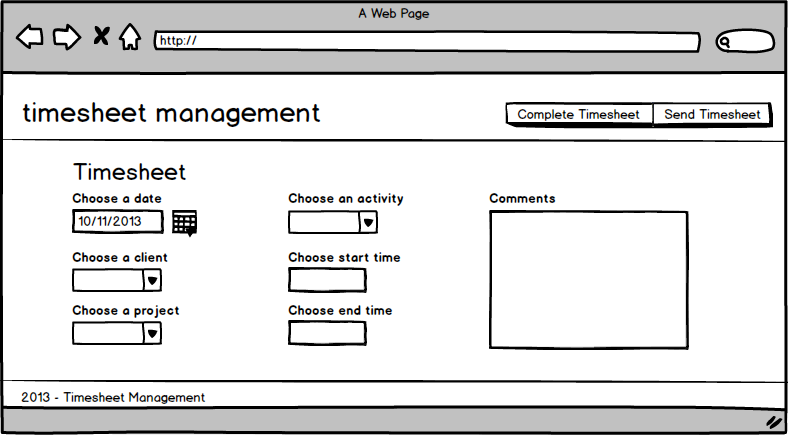 A Web Page
http://
timesheet management
Complete Timesheet
Send Timesheet
Timesheet
Choose a date
10/11/2013
Choose a client
Choose a project
Choose an activity
Choose start time
Choose end time
Comments
2013 - Timesheet Management